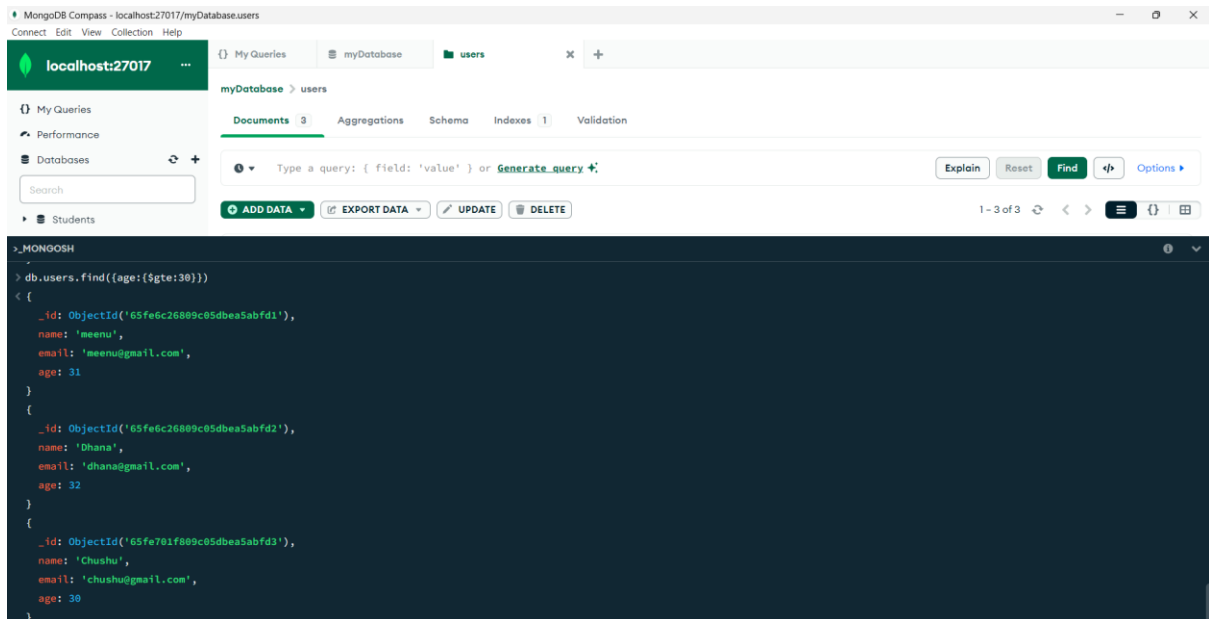 MongoDB Compass - localhost:27017/myDatabase.users
Connect Edit View Collection Help
localhost:27017 ...
{} My Queries
myDatabase
users
myDatabase > users
{} My Queries
Performance
Databases
Search
Students
Documents 3
Aggregations
Schema
Indexes 1
Validation
Type a query: { field: 'value' } or Generate query
Explain
Reset
Find
</>
Options
ADD DATA
EXPORT DATA
UPDATE
DELETE
1 – 3 of 3
{}
>_MONGOSH
> db.users.find({age:{$gte:30}})
< {
_id: ObjectId('65fe6c26809c05dbea5abfd1'),
name: 'meenu',
email: 'meenu@gmail.com',
age: 31
}
{
_id: ObjectId('65fe6c26809c05dbea5abfd2'),
name: 'Dhana',
email: 'dhana@gmail.com',
age: 32
}
{
_id: ObjectId('65fe701f809c05dbea5abfd3'),
name: 'Chushu',
email: 'chushu@gmail.com',
age: 30
}